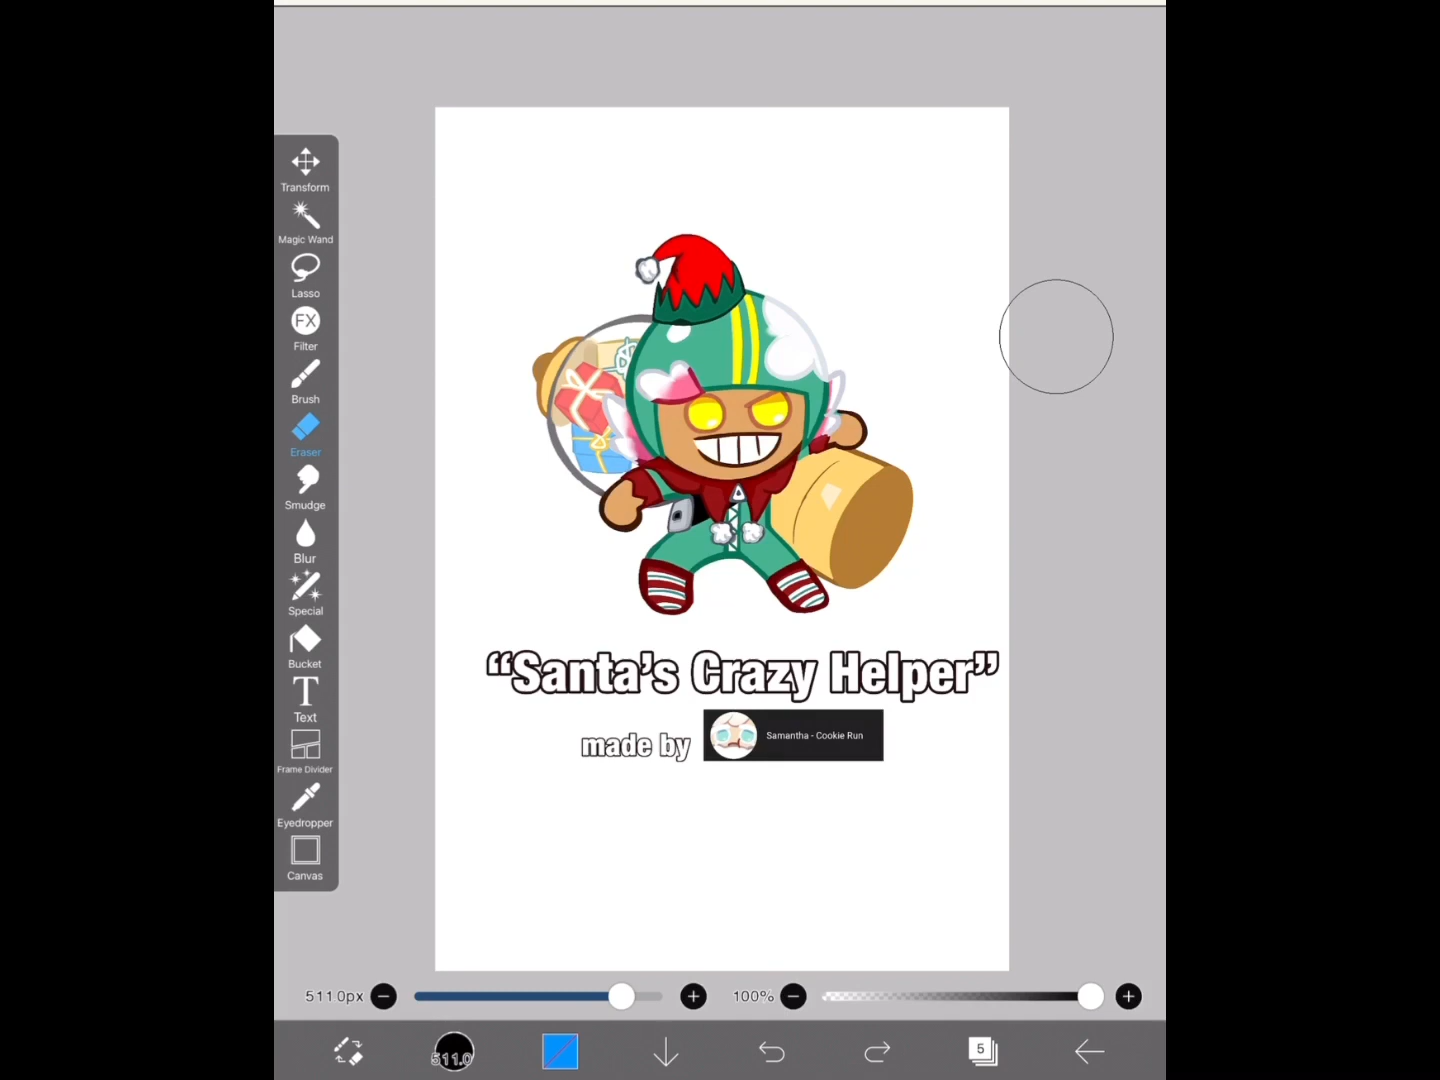 Transform
Magic Wand
Lasso
FX
Filter
Brush
Eraser
Smudge
Blur
Special
Bucket
T
Text
Frame Divider
Eyedropper
Canvas
“Santa’s Crazy Helper”
made by
Samantha - Cookie Run
511.0px
100%
511.0
5